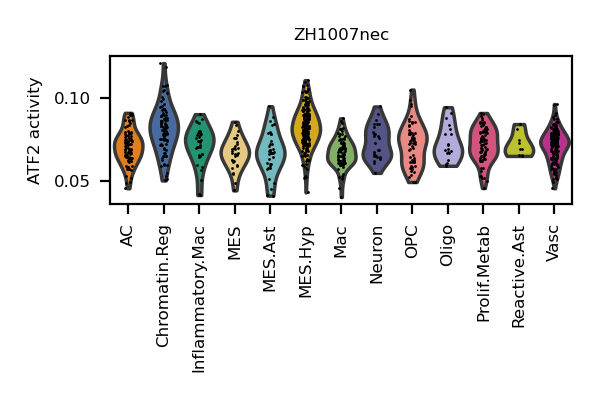 ZH1007nec
ATF2 activity
0.10
0.05
AC
Chromatin.Reg
Inflammatory.Mac
MES
MES.Ast
MES.Hyp
Mac
Neuron
OPC
Oligo
Prolif.Metab
Reactive.Ast
Vasc